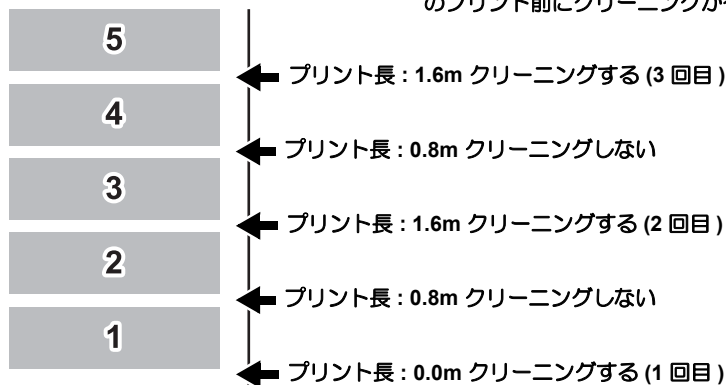 のプリント前にクリーニングが
5
プリント長 : 1.6m クリーニングする (3 回目 )
4
プリント長 : 0.8m クリーニングしない
3
プリント長 : 1.6m クリーニングする (2 回目 )
2
プリント長 : 0.8m クリーニングしない
1
プリント長 : 0.0m クリーニングする (1 回目 )